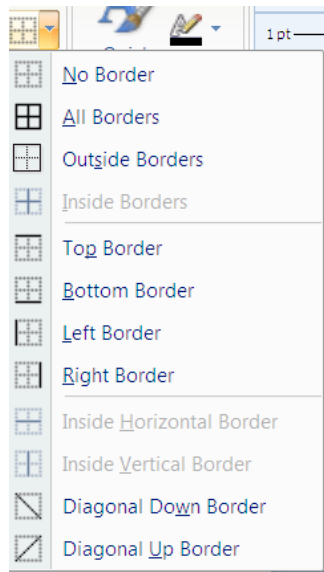 1 pt
No Border
All Borders
Outside Borders
Inside Borders
Top Border
Bottom Border
Left Border
Right Border
Inside Horizontal Border
Inside Vertical Border
Diagonal Down Border
Diagonal Up Border